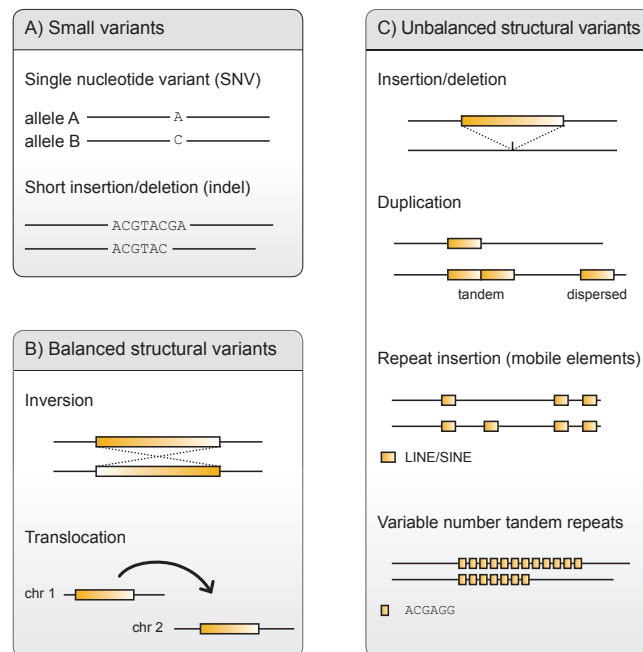 A) Small variants
Single nucleotide variant (SNV)
allele A A
allele B C
Short insertion/deletion (indel)
ACGTACGA
ACGTAC
B) Balanced structural variants
Inversion
Translocation
chr 1
chr 2
C) Unbalanced structural variants
Insertion/deletion
Duplication
tandem dispersed
Repeat insertion (mobile elements)
LINE/SINE
Variable number tandem repeats
ACGAGG